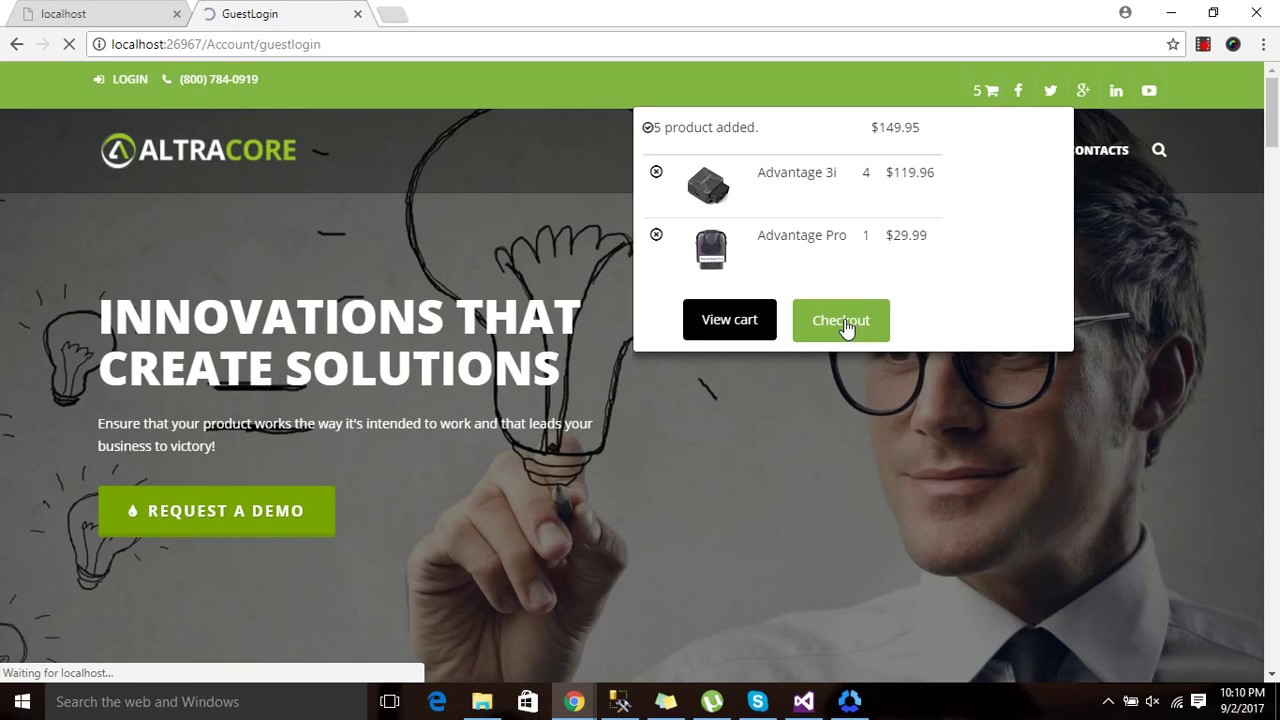 localhost
GuestLogin
localhost:26967/Account/guestlogin
LOGIN (800) 784-0919
5
ALTRACORE
CONTACTS
5 product added. $149.95
Advantage 3i 4 $119.96
Advantage Pro 1 $29.99
View cart Checkout
INNOVATIONS THAT
CREATE SOLUTIONS
Ensure that your product works the way it's intended to work and that leads your
business to victory!
REQUEST A DEMO
Waiting for localhost...
Search the web and Windows
10:10 PM
9/2/2017